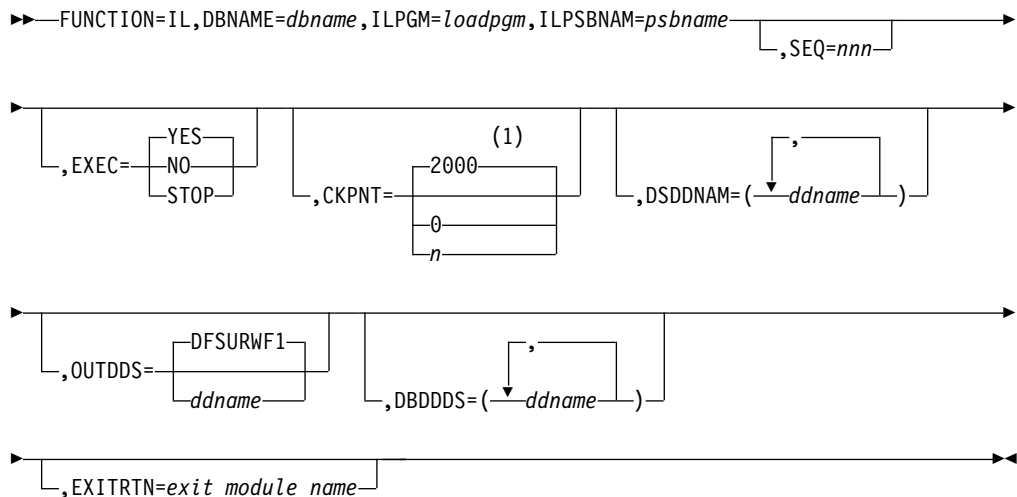 FUNCTION=IL,DBNAME=dbname,ILPGM=loadpgm,ILPSBNAM=psbname
,SEQ=nnn
,EXEC=
YES
NO
STOP
,CKPNT=
(1)
2000
0
n
,DSDDNAM=(
,
ddname
)
,OUTDDS=
DFSURWF1
ddname
,DBDDDS=(
,
ddname
)
,EXITRTN=exit module name